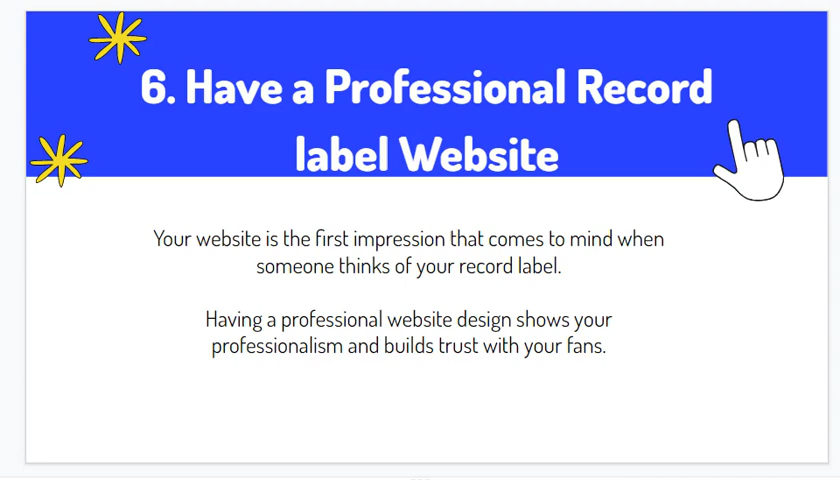 6. Have a Professional Record
label Website
Your website is the first impression that comes to mind when
someone thinks of your record label.
Having a professional website design shows your
professionalism and builds trust with your fans.